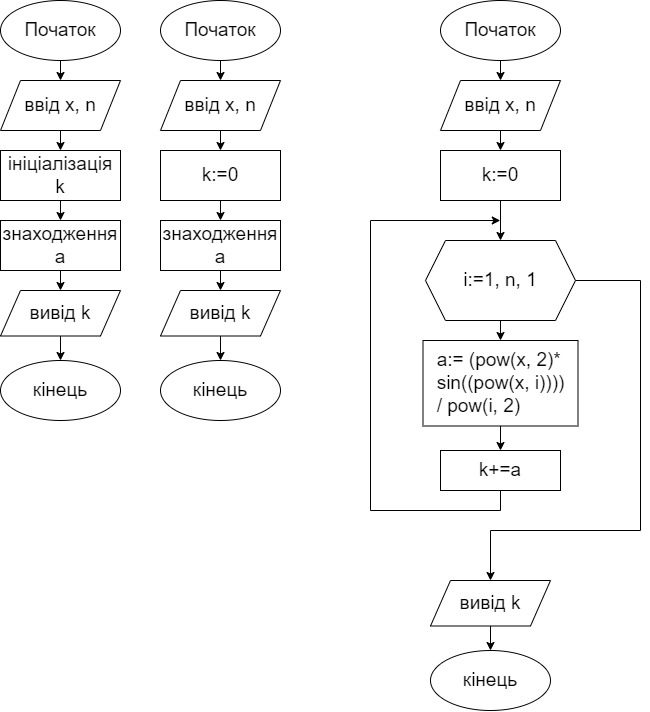 Початок
ввід x, n
ініціалізація
k
знаходження
a
вивід k
кінець
Початок
ввід x, n
k:=0
знаходження
a
вивід k
кінець
Початок
ввід x, n
k:=0
i:=1, n, 1
a:= (pow(x, 2)*
sin((pow(x, i))))
/ pow(i, 2)
k+=a
вивід k
кінець